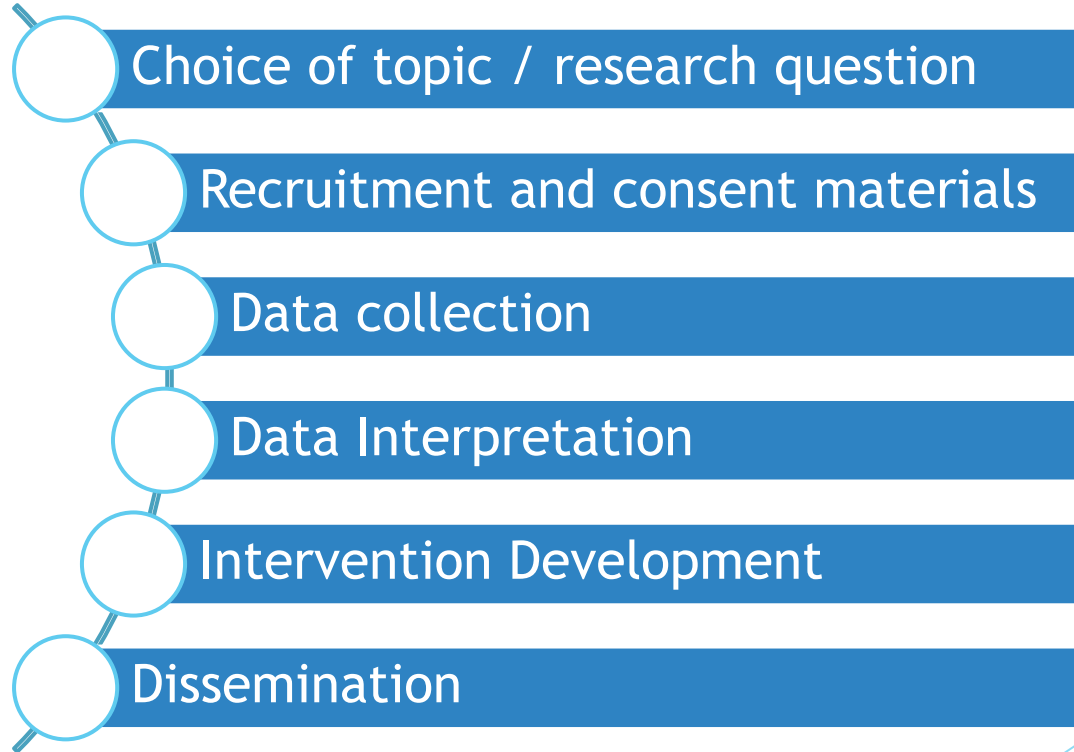 Choice of topic / research question
Recruitment and consent materials
Data collection
Data Interpretation
Intervention Development
Dissemination